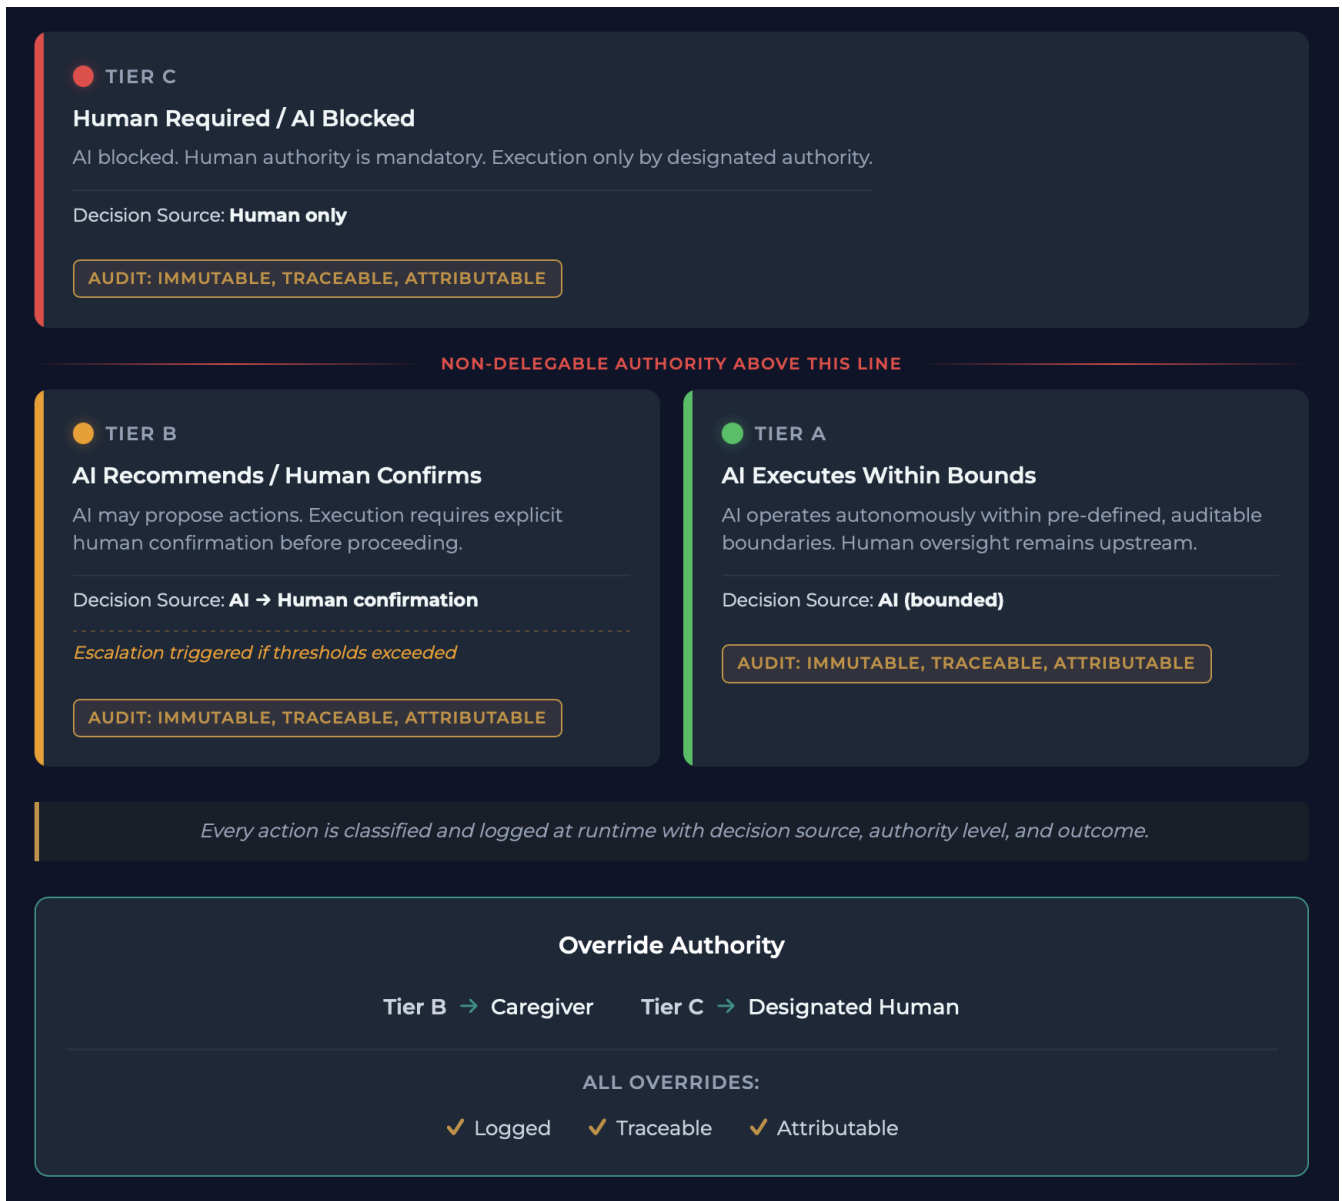 TIER C
Human Required / AI Blocked
AI blocked. Human authority is mandatory. Execution only by designated authority.
Decision Source: Human only
AUDIT: IMMUTABLE, TRACEABLE, ATTRIBUTABLE
NON-DELEGABLE AUTHORITY ABOVE THIS LINE
TIER B
AI Recommends / Human Confirms
AI may propose actions. Execution requires explicit
human confirmation before proceeding.
Decision Source: AI → Human confirmation
Escalation triggered if thresholds exceeded
AUDIT: IMMUTABLE, TRACEABLE, ATTRIBUTABLE
TIER A
AI Executes Within Bounds
AI operates autonomously within pre-defined, auditable
boundaries. Human oversight remains upstream.
Decision Source: AI (bounded)
AUDIT: IMMUTABLE, TRACEABLE, ATTRIBUTABLE
Every action is classified and logged at runtime with decision source, authority level, and outcome.
Override Authority
Tier B → Caregiver Tier C → Designated Human
ALL OVERRIDES:
✓ Logged ✓ Traceable ✓ Attributable